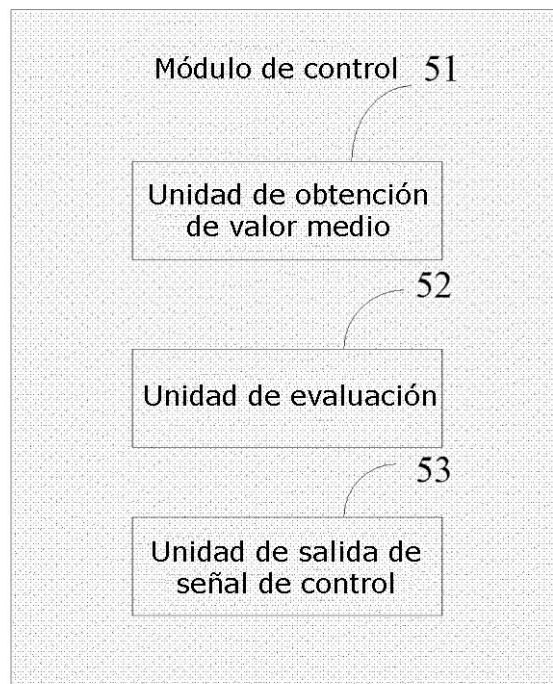 Módulo de control 51
Unidad de obtención
de valor medio
52
Unidad de evaluación
53
Unidad de salida de
señal de control